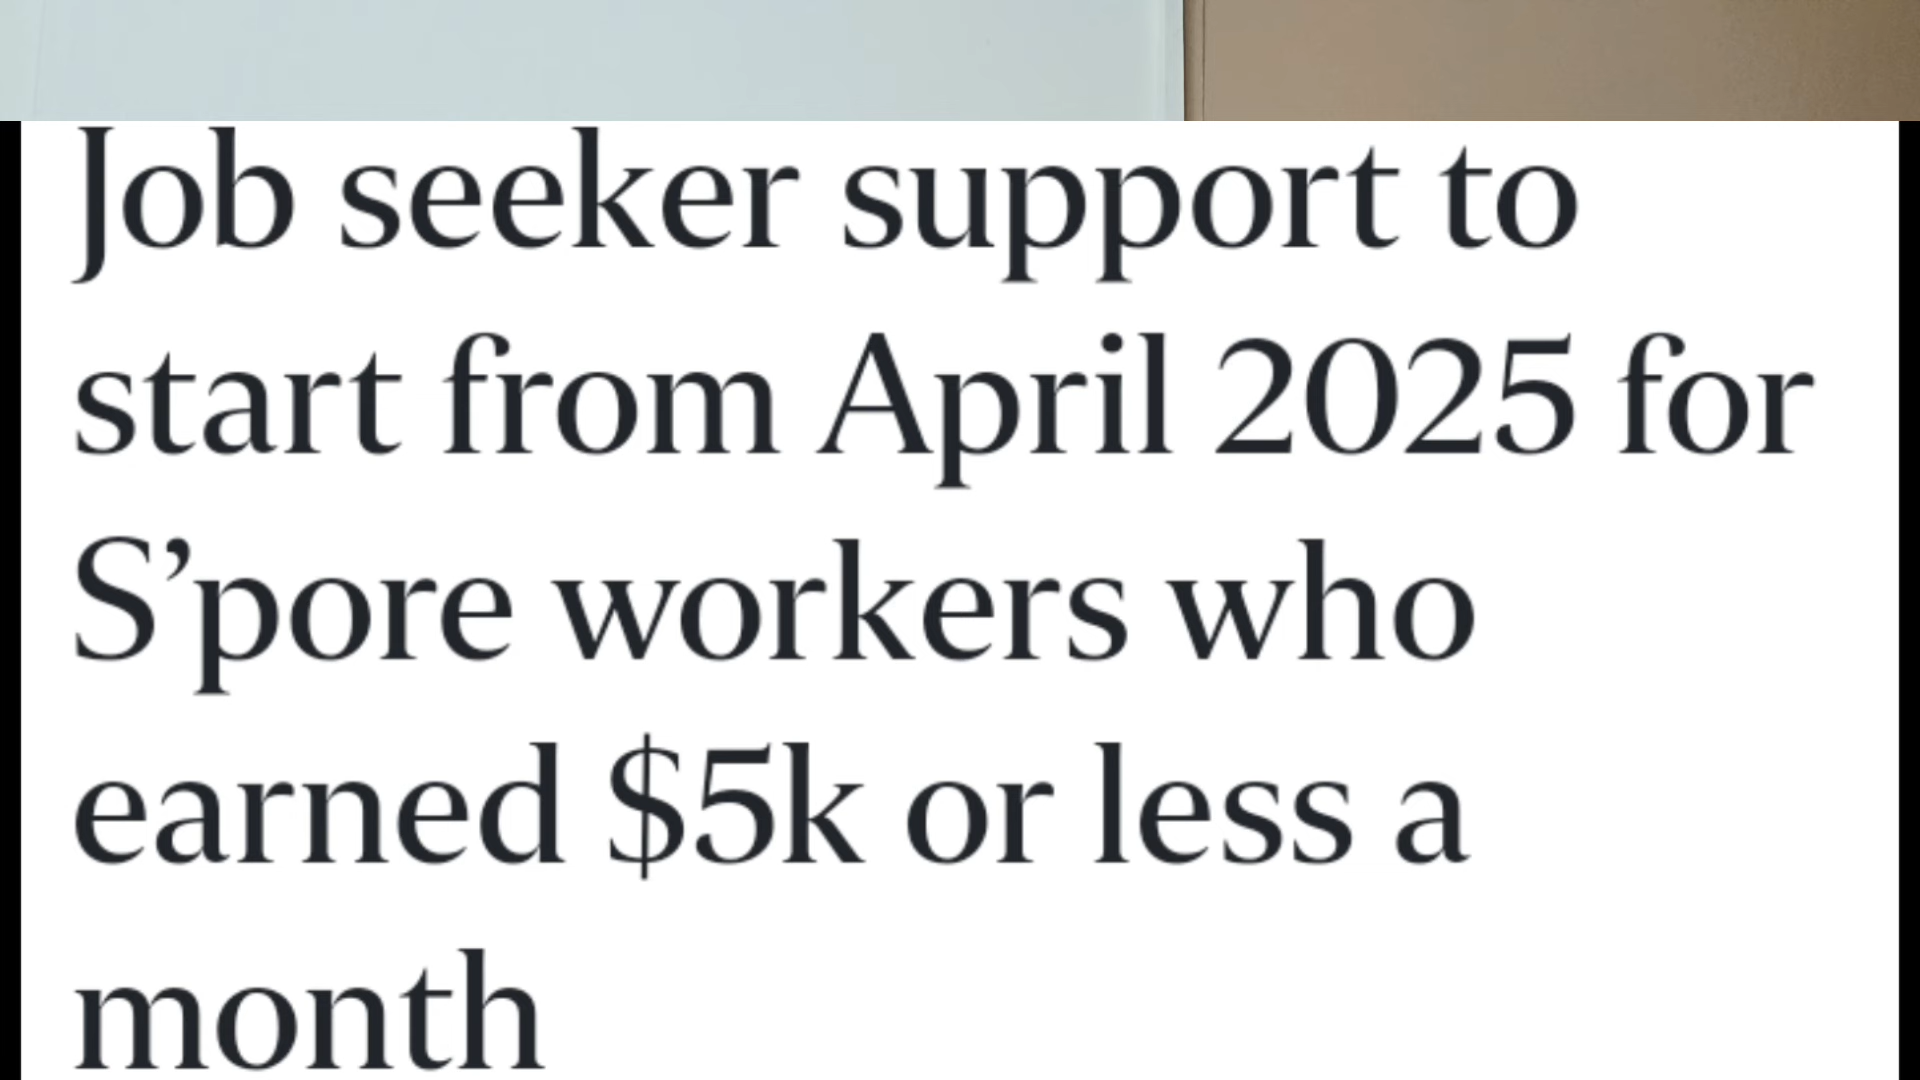 Job seeker support to
start from April 2025 for
S’pore workers who
earned $5k or less a
month